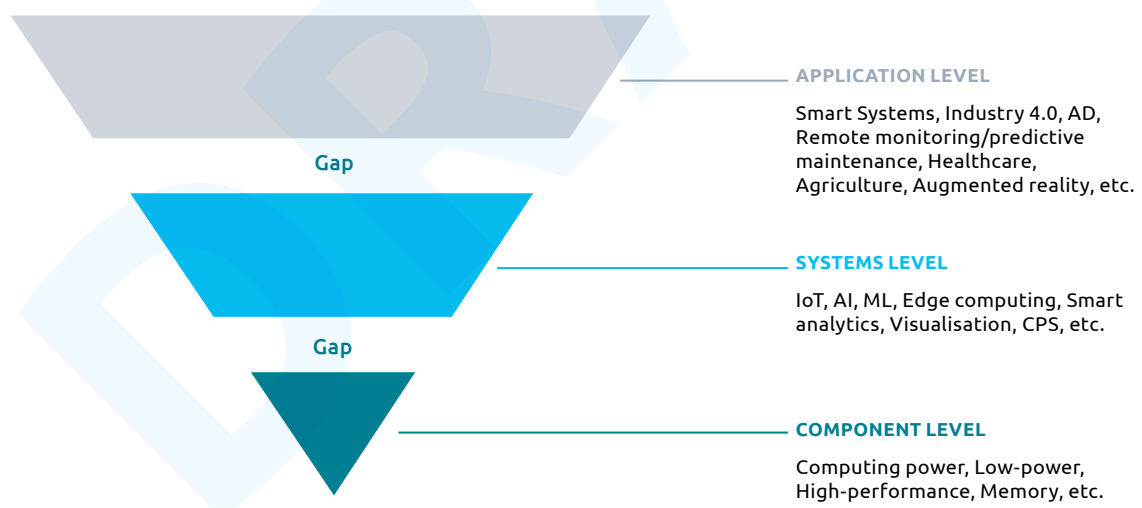 APPLICATION LEVEL
Smart Systems, Industry 4.0, AD,
Remote monitoring/predictive
maintenance, Healthcare,
Agriculture, Augmented reality, etc.
Gap
SYSTEMS LEVEL
IoT, AI, ML, Edge computing, Smart
analytics, Visualisation, CPS, etc.
Gap
COMPONENT LEVEL
Computing power, Low-power,
High-performance, Memory, etc.